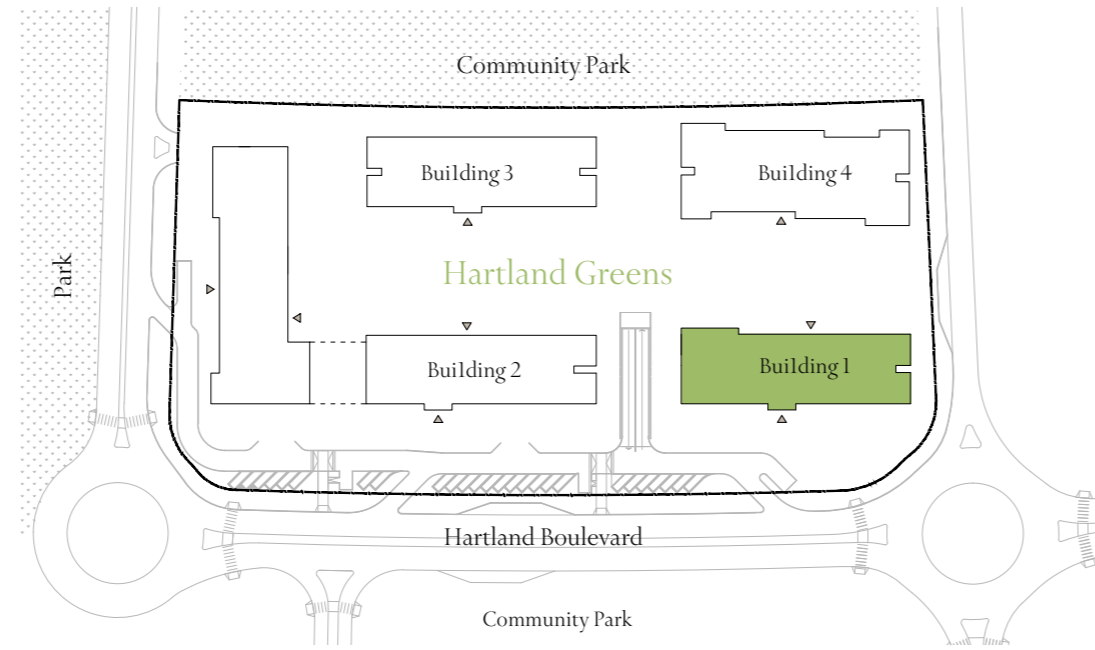 Community Park
Building 3
Building 4
Park
Hartland Greens
Building 2
Building 1
Hartland Boulevard
Community Park